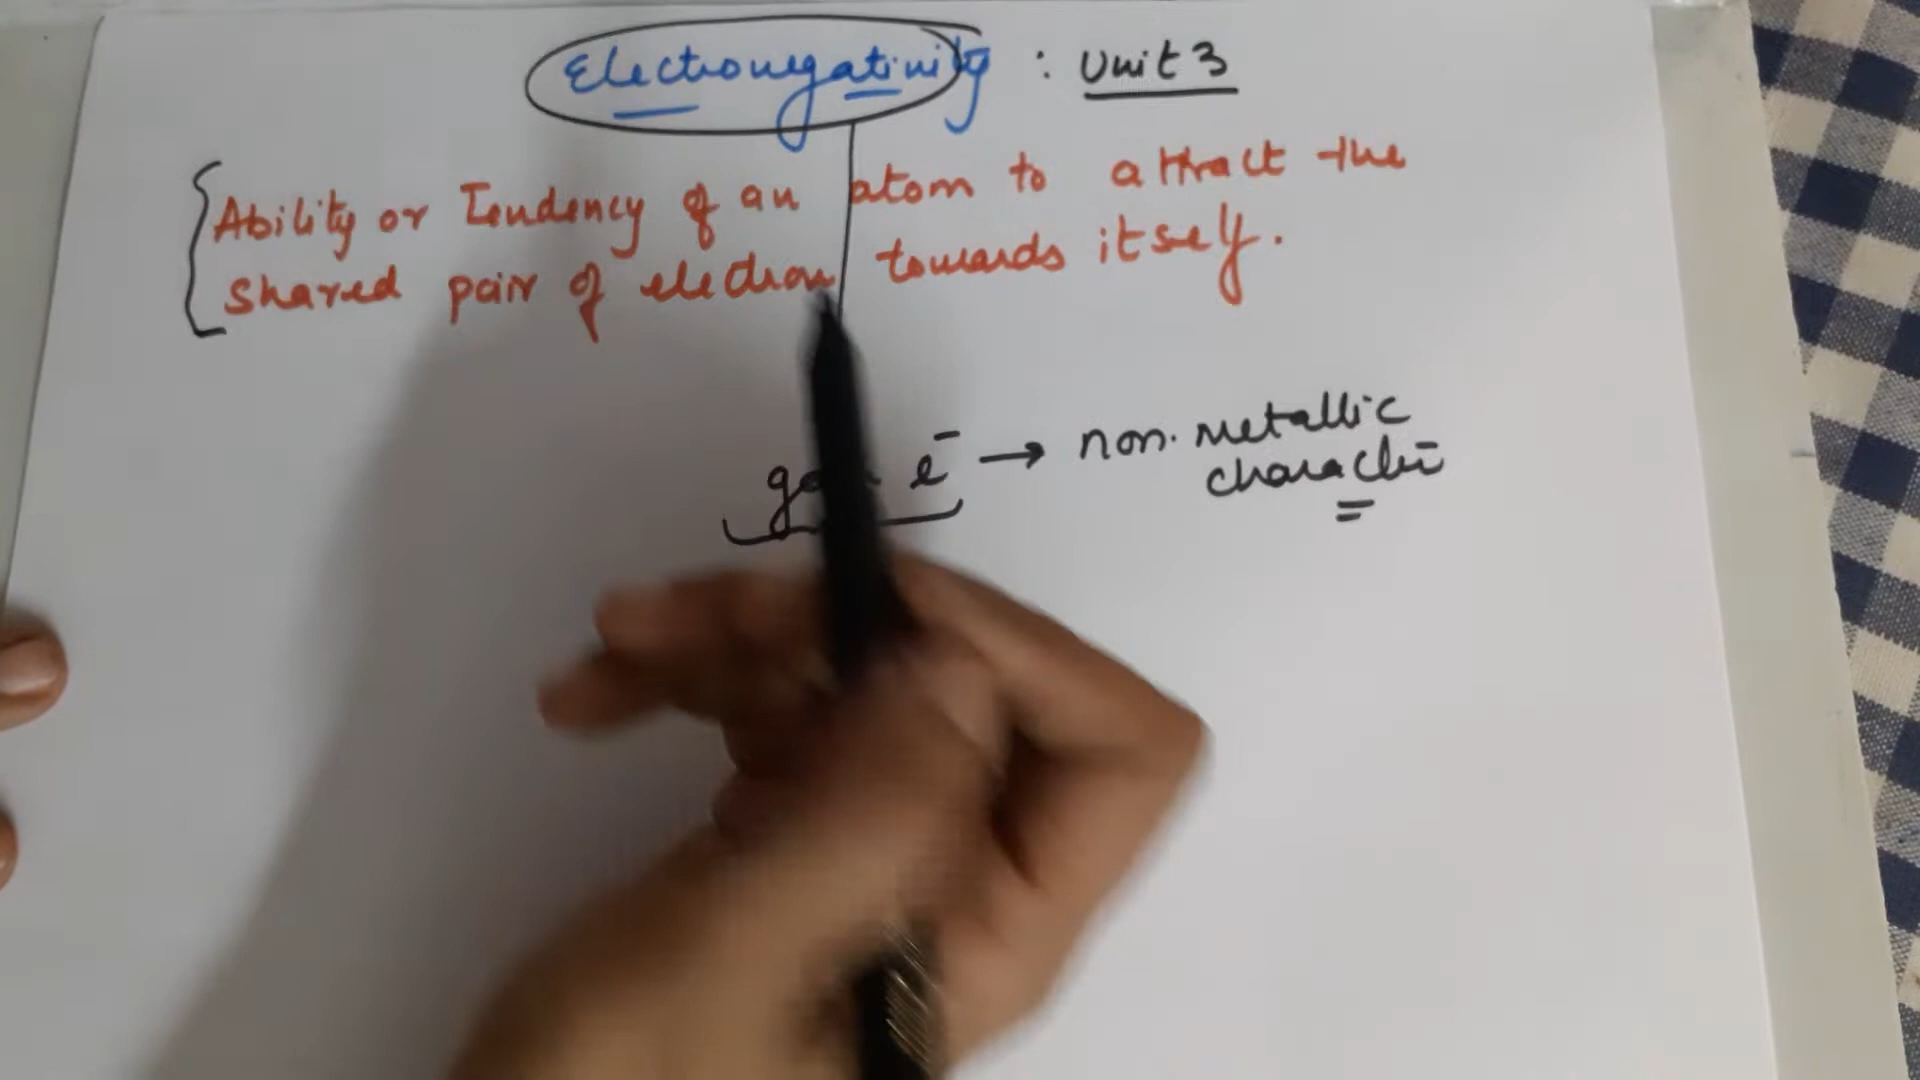 Electronegativity : Unit 3
Ability or Tendency of an atom to attract the
shared pair of electron towards itself.
e⁻ → non-metallic
character